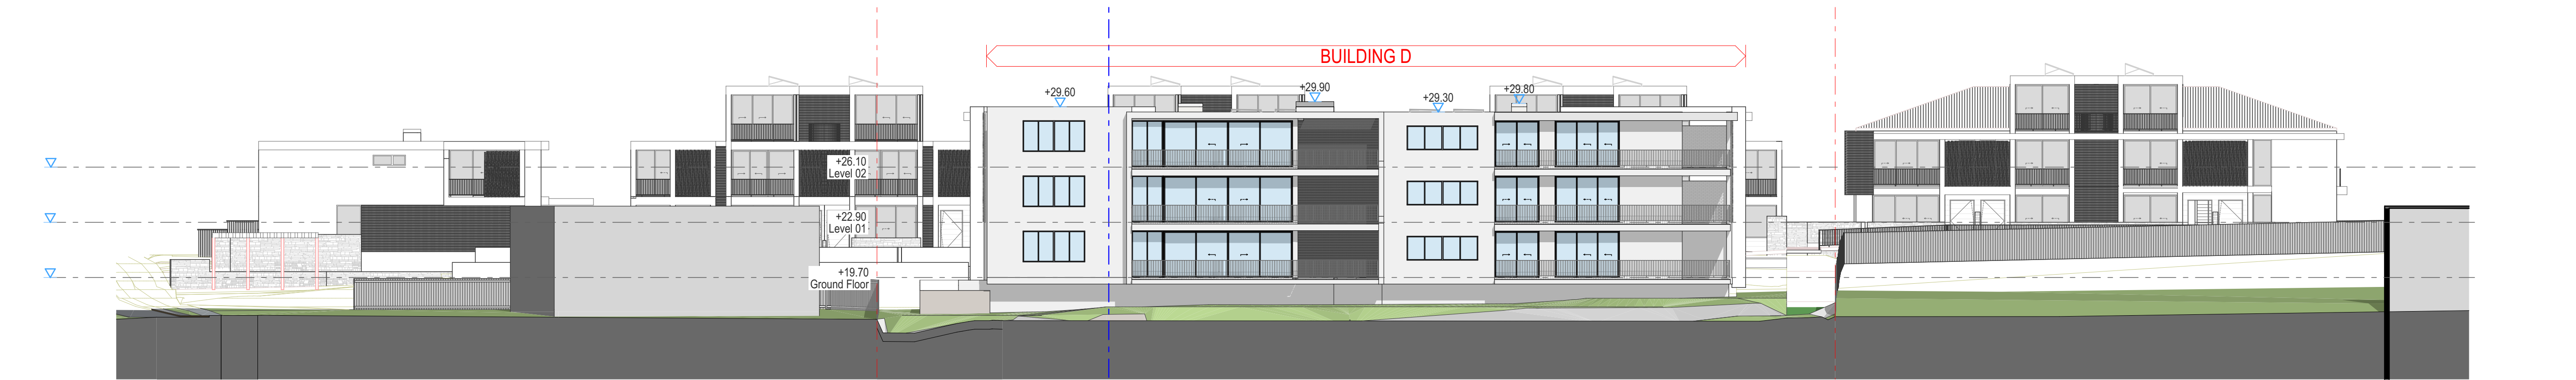 BUILDING D
+29.60
+29.90
+29.30
+29.80
+26.10
Level 02
+22.90
Level 01
+19.70
Ground Floor